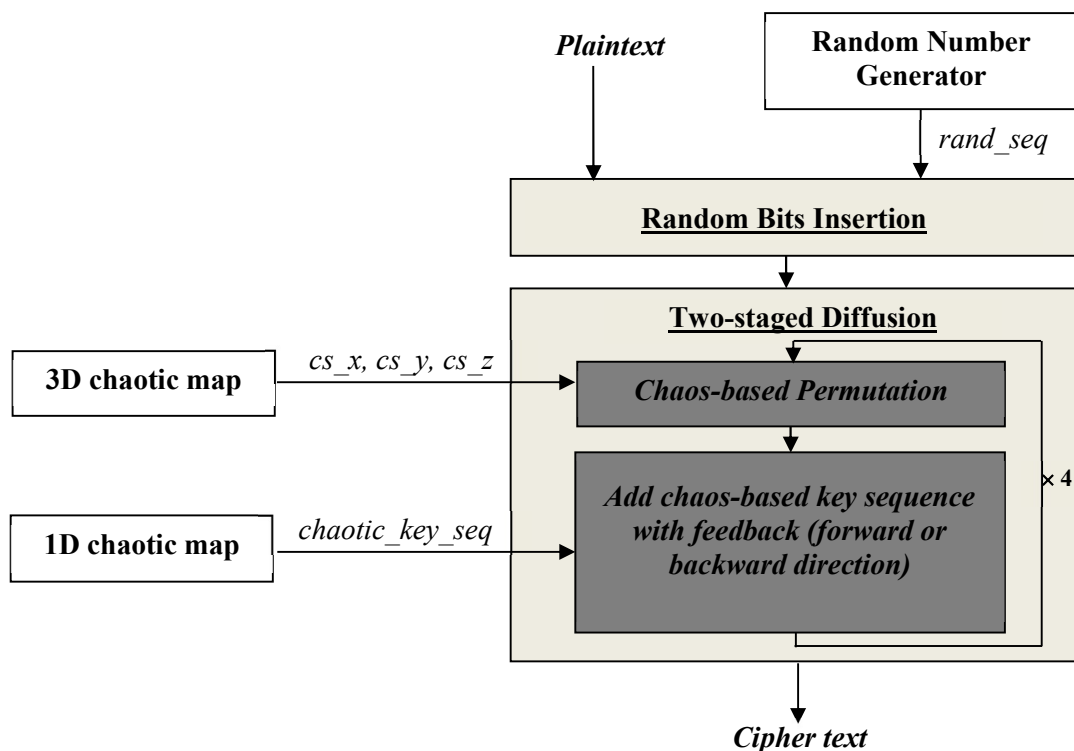 Plaintext
Random Number
Generator
rand_seq
Random Bits Insertion
Two-staged Diffusion
3D chaotic map
cs_x, cs_y, cs_z
Chaos-based Permutation
× 4
1D chaotic map
chaotic_key_seq
Add chaos-based key sequence
with feedback (forward or
backward direction)
Cipher text